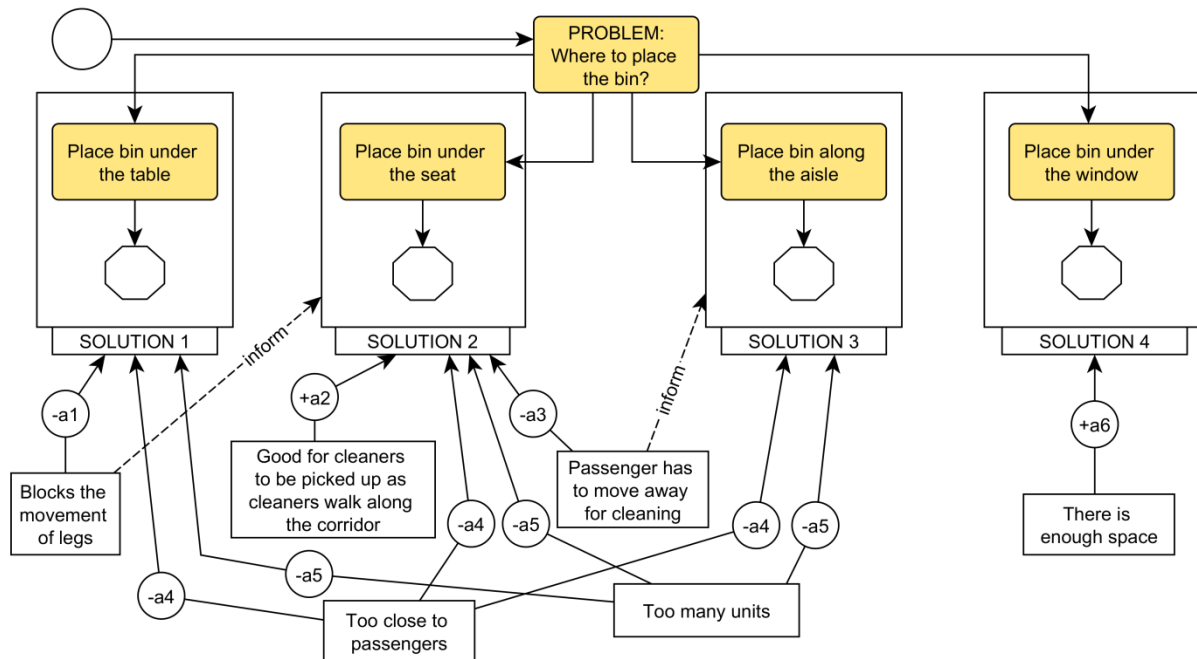 PROBLEM:
Where to place
the bin?
Place bin under
the table
Place bin under
the seat
Place bin along
the aisle
Place bin under
the window
SOLUTION 1
SOLUTION 2
SOLUTION 3
SOLUTION 4
inform
inform
-a1
+a2
-a3
+a6
Blocks the
movement
of legs
Good for cleaners
to be picked up as
cleaners walk along
the corridor
Passenger has
to move away
for cleaning
There is
enough space
-a4
-a5
-a4
-a5
-a4
-a5
Too close to
passengers
Too many units